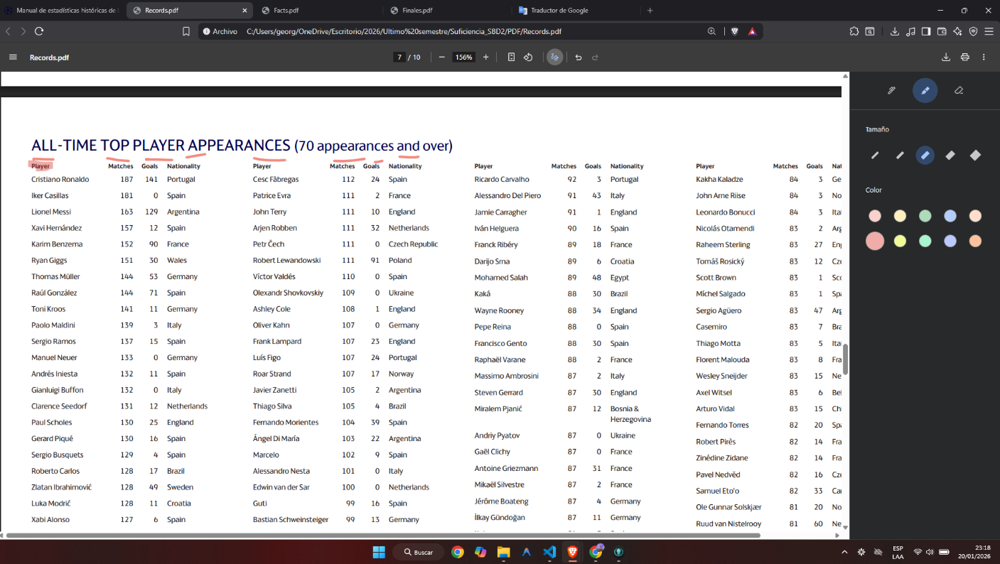 Manual de estadísticas históricas de
Records.pdf
Facts.pdf
Finales.pdf
Traductor de Google
Archivo C:/Users/georg/OneDrive/Escritorio/2026/Ultimo%20semestre/Suficiencia_SBD2/PDF/Records.pdf
Records.pdf 7 / 10 156%
Tamaño
Color
ALL-TIME TOP PLAYER APPEARANCES (70 appearances and over)
Player Matches Goals Nationality Player Matches Goals Nationality Player Matches Goals Nationality Player Matches Goals Nat
Cristiano Ronaldo 187 141 Portugal Cesc Fàbregas 112 24 Spain Ricardo Carvalho 92 3 Portugal Kakha Kaladze 84 3 Ge
Iker Casillas 181 0 Spain Patrice Evra 111 2 France Alessandro Del Piero 91 43 Italy John Arne Riise 84 3 No
Lionel Messi 163 129 Argentina John Terry 111 10 England Jamie Carragher 91 1 England Leonardo Bonucci 84 3 Ital
Xavi Hernández 157 12 Spain Arjen Robben 111 32 Netherlands Iván Helguera 90 16 Spain Nicolás Otamendi 83 2 Arg
Karim Benzema 152 90 France Petr Čech 111 0 Czech Republic Franck Ribéry 89 18 France Raheem Sterling 83 27 Eng
Ryan Giggs 151 30 Wales Robert Lewandowski 111 91 Poland Darijo Srna 89 6 Croatia Tomáš Rosický 83 12 Cze
Thomas Müller 144 53 Germany Víctor Valdés 110 0 Spain Mohamed Salah 89 48 Egypt Scott Brown 83 1 Sco
Raúl González 144 71 Spain Olexandr Shovkovskiy 109 0 Ukraine Kaká 88 30 Brazil Míchel Salgado 83 1 Spa
Toni Kroos 141 11 Germany Ashley Cole 108 1 England Wayne Rooney 88 34 England Sergio Agüero 83 47 Arg
Paolo Maldini 139 3 Italy Oliver Kahn 107 0 Germany Pepe Reina 88 0 Spain Casemiro 83 7 Bra
Sergio Ramos 137 15 Spain Frank Lampard 107 23 England Francisco Gento 88 30 Spain Thiago Motta 83 5 Ital
Manuel Neuer 133 0 Germany Luís Figo 107 24 Portugal Raphaël Varane 88 2 France Florent Malouda 83 8 Fra
Andrés Iniesta 132 11 Spain Roar Strand 107 17 Norway Massimo Ambrosini 87 2 Italy Wesley Sneijder 83 15 Ne
Gianluigi Buffon 132 0 Italy Javier Zanetti 105 2 Argentina Steven Gerrard 87 30 England Axel Witsel 83 6 Bel
Clarence Seedorf 131 12 Netherlands Thiago Silva 105 4 Brazil Miralem Pjanić 87 12 Bosnia & Herzegovina Arturo Vidal 83 15 Chi
Paul Scholes 130 25 England Fernando Morientes 104 39 Spain Fernando Torres 82 20 Spa
Gerard Piqué 130 16 Spain Ángel Di María 103 22 Argentina Andriy Pyatov 87 0 Ukraine Robert Pirès 82 14 Fra
Sergio Busquets 129 4 Spain Marcelo 102 9 Spain Gaël Clichy 87 0 France Zinédine Zidane 82 14 Fra
Roberto Carlos 128 17 Brazil Alessandro Nesta 101 0 Italy Antoine Griezmann 87 31 France Pavel Nedvěd 82 16 Cze
Zlatan Ibrahimović 128 49 Sweden Edwin van der Sar 100 0 Netherlands Mikaël Silvestre 87 2 France Samuel Eto'o 82 33 Car
Luka Modrić 128 11 Croatia Guti 99 16 Spain Jérôme Boateng 87 4 Germany Ole Gunnar Solskjær 81 20 No
Xabi Alonso 127 6 Spain Bastian Schweinsteiger 99 13 Germany İlkay Gündoğan 87 11 Germany Ruud van Nistelrooy 81 60 Ne
Buscar
ESP
LAA
23:18
20/01/2026